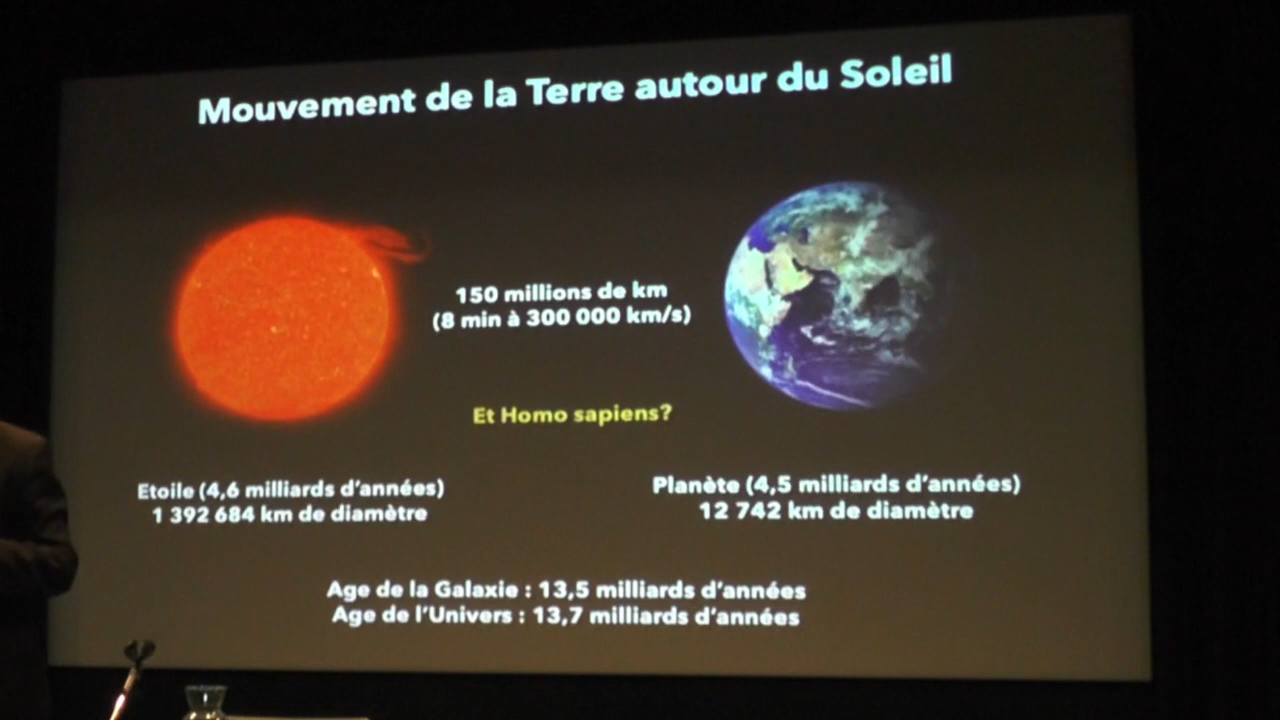 Mouvement de la Terre autour du Soleil
150 millions de km
(8 min à 300 000 km/s)
Et Homo sapiens?
Etoile (4,6 milliards d'années)
1 392 684 km de diamètre
Planète (4,5 milliards d'années)
12 742 km de diamètre
Age de la Galaxie : 13,5 milliards d'années
Age de l'Univers : 13,7 milliards d'années